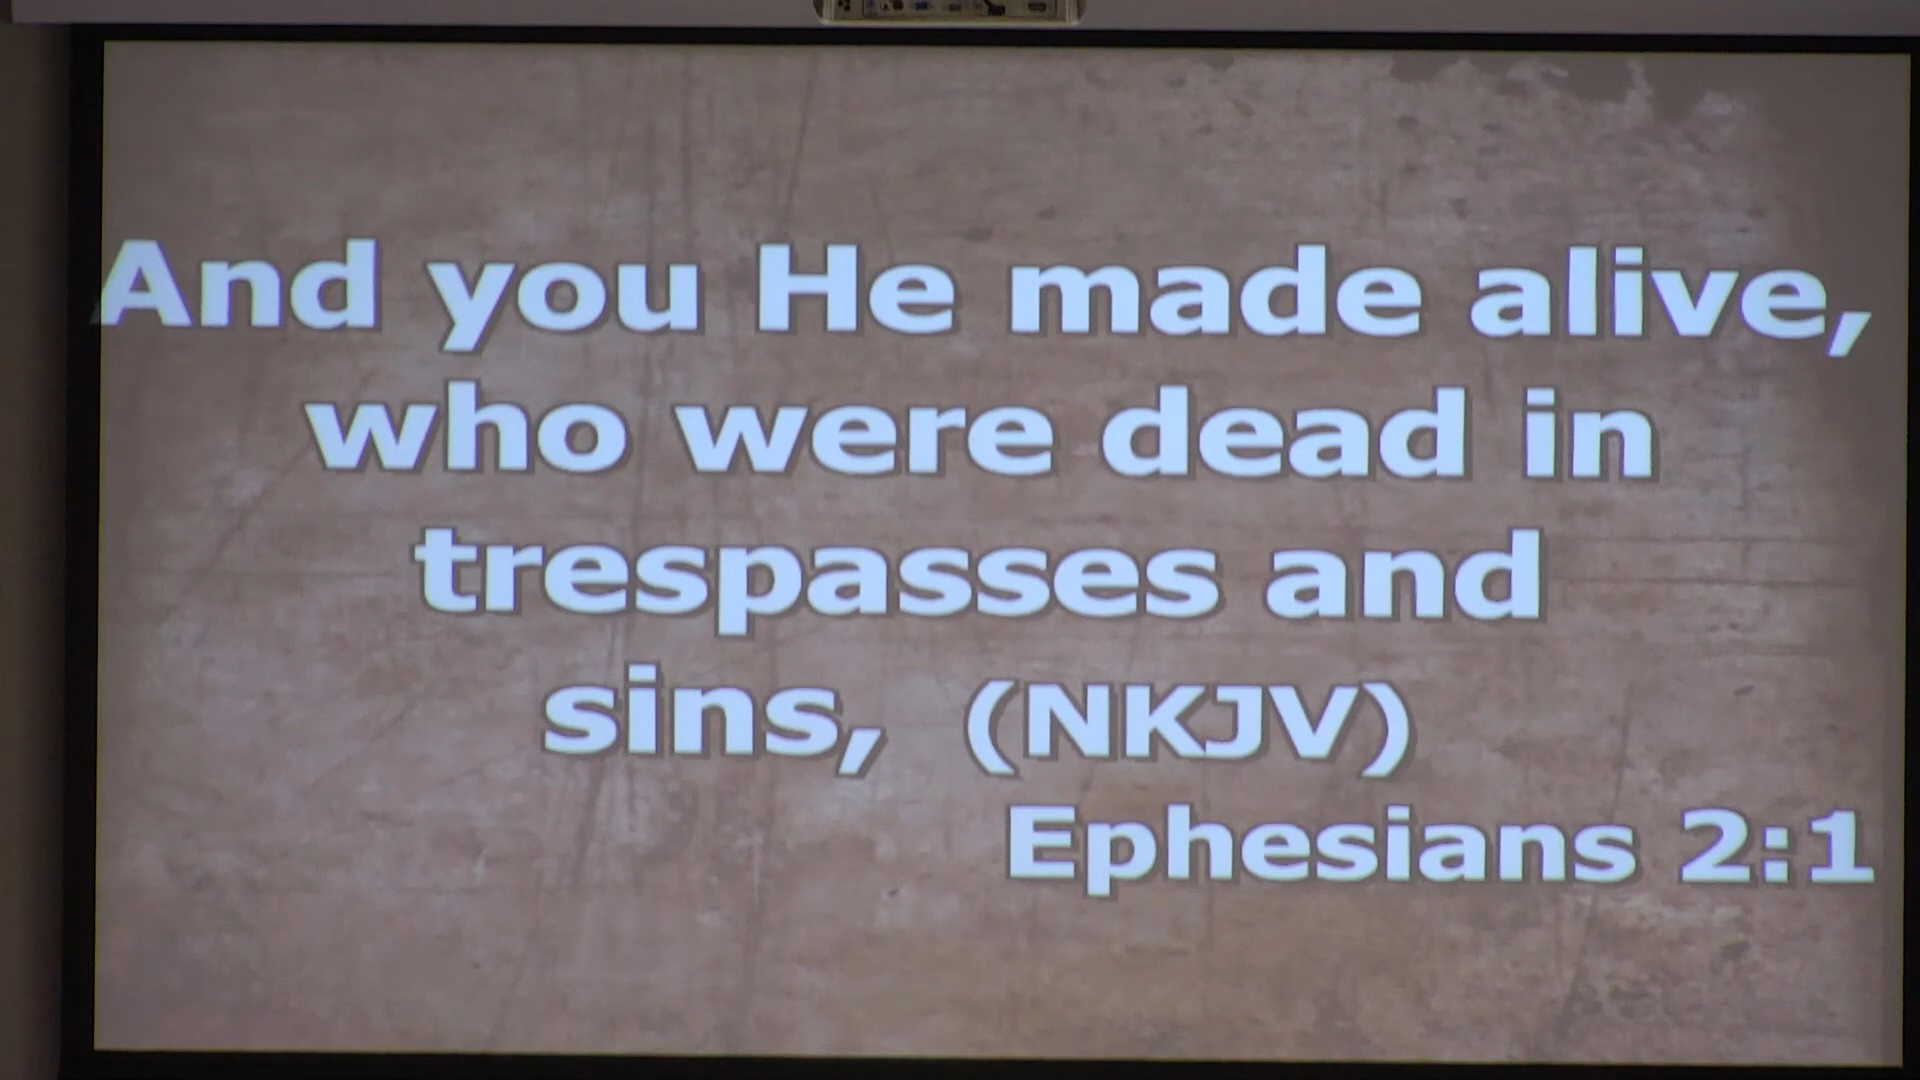 And you He made alive,
who were dead in
trespasses and
sins, (NKJV)
Ephesians 2:1